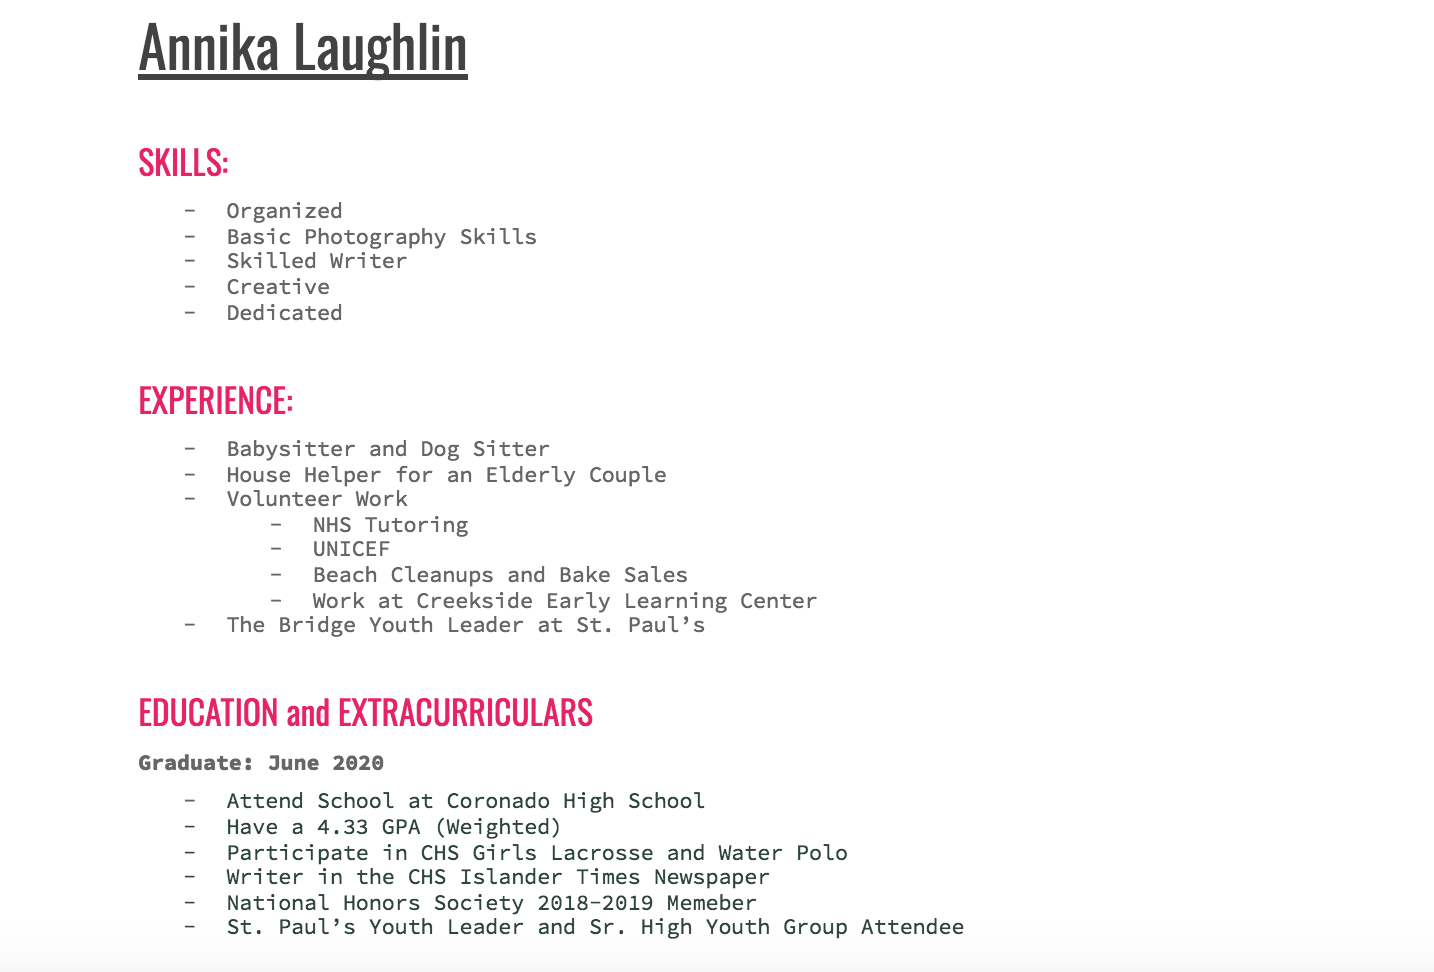 Annika Laughlin
SKILLS:
- Organized
- Basic Photography Skills
- Skilled Writer
- Creative
- Dedicated
EXPERIENCE:
- Babysitter and Dog Sitter
- House Helper for an Elderly Couple
- Volunteer Work
- NHS Tutoring
- UNICEF
- Beach Cleanups and Bake Sales
- Work at Creekside Early Learning Center
- The Bridge Youth Leader at St. Paul’s
EDUCATION and EXTRACURRICULARS
Graduate: June 2020
- Attend School at Coronado High School
- Have a 4.33 GPA (Weighted)
- Participate in CHS Girls Lacrosse and Water Polo
- Writer in the CHS Islander Times Newspaper
- National Honors Society 2018-2019 Memeber
- St. Paul’s Youth Leader and Sr. High Youth Group Attendee